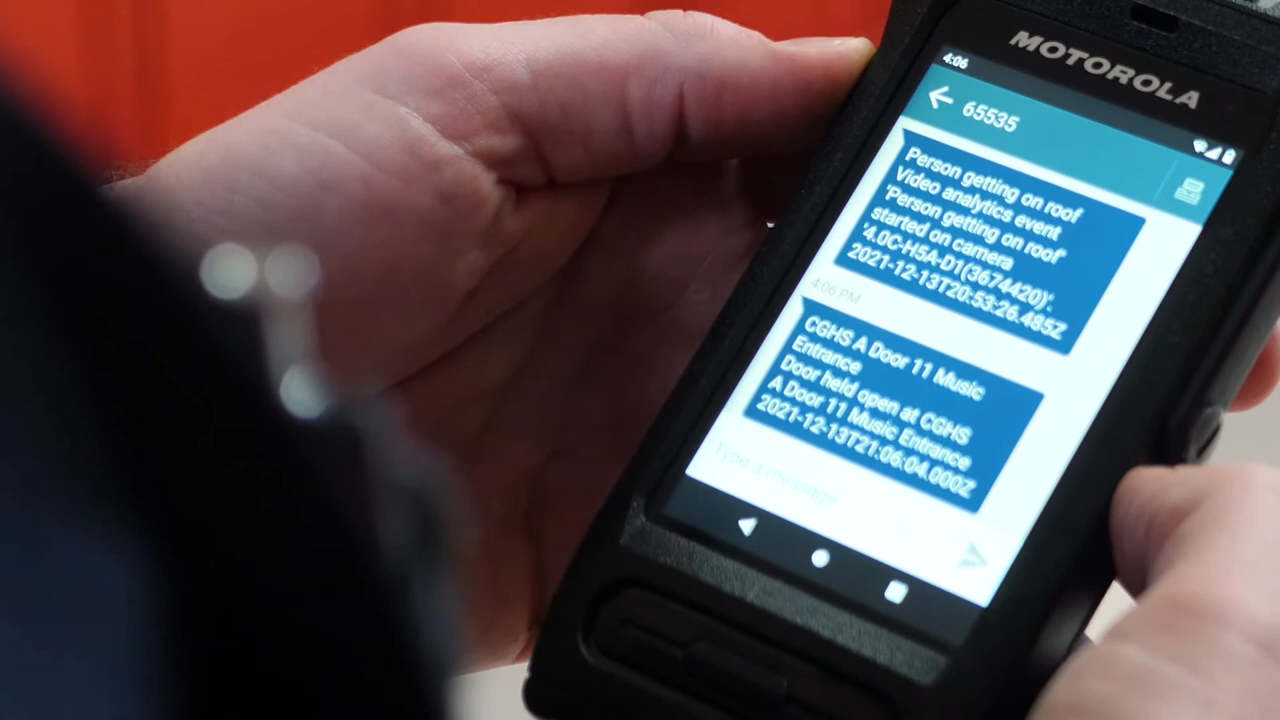 MOTOROLA
4:06
65535
Person getting on roof
Video analytics event
'Person getting on roof'
started on camera
'4.0C-H5A-D1(3674420)'.
2021-12-13T20:53:26.485Z
4:06 PM
CGHS A Door 11 Music
Entrance
Door held open at CGHS
A Door 11 Music Entrance
2021-12-13T21:06:04.000Z
Type a message